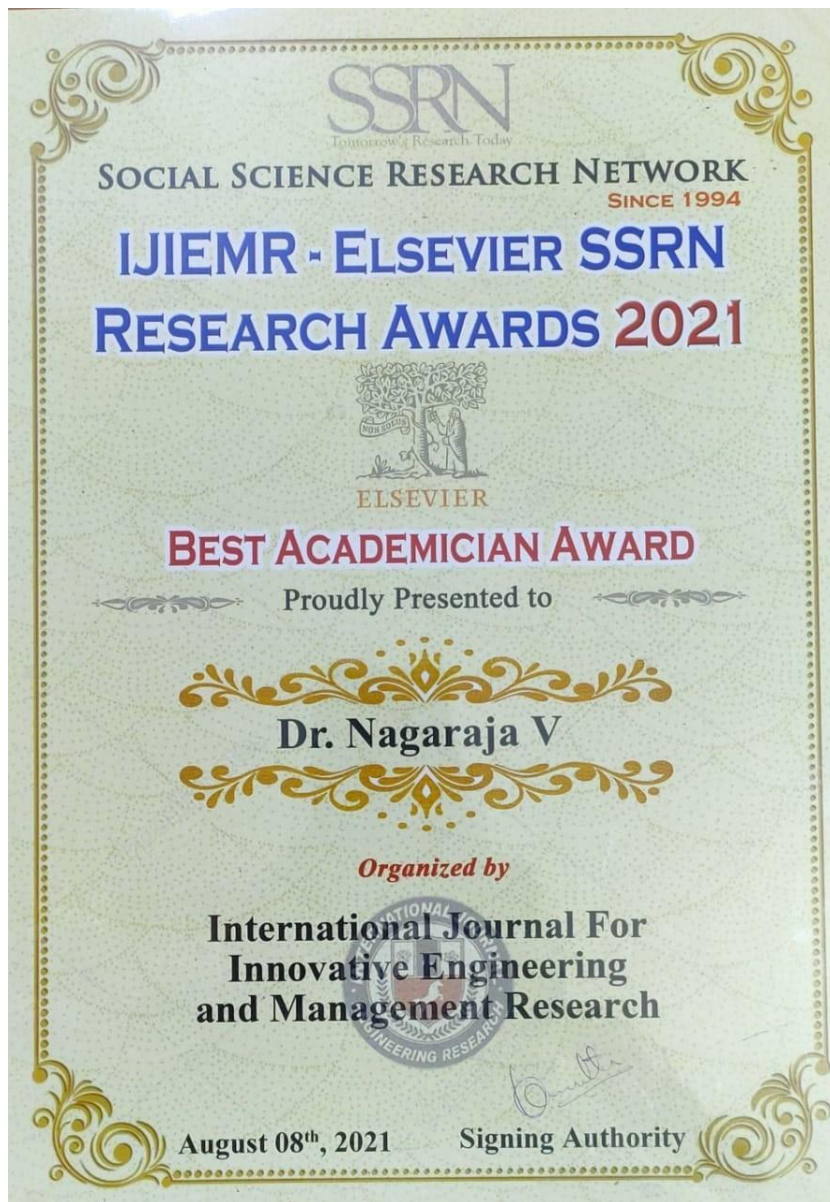 SSRN
Tomorrow's Research Today
SOCIAL SCIENCE RESEARCH NETWORK
SINCE 1994
IJIEMR - ELSEVIER SSRN
RESEARCH AWARDS 2021
NON SOLUS
ELSEVIER
BEST ACADEMICIAN AWARD
Proudly Presented to
Dr. Nagaraja V
Organized by
International Journal For
Innovative Engineering
and Management Research
ENGINEERING RESEARCH
August 08th, 2021 Signing Authority